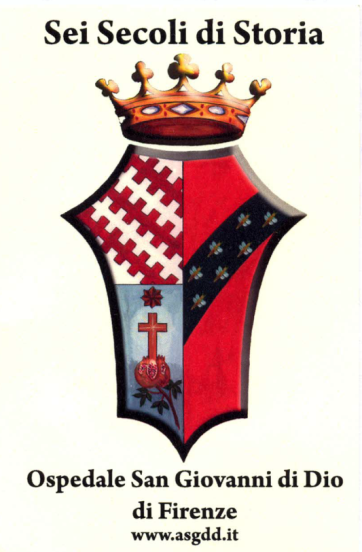 Sei Secoli di Storia
Ospedale San Giovanni di Dio
di Firenze
www.asgdd.it